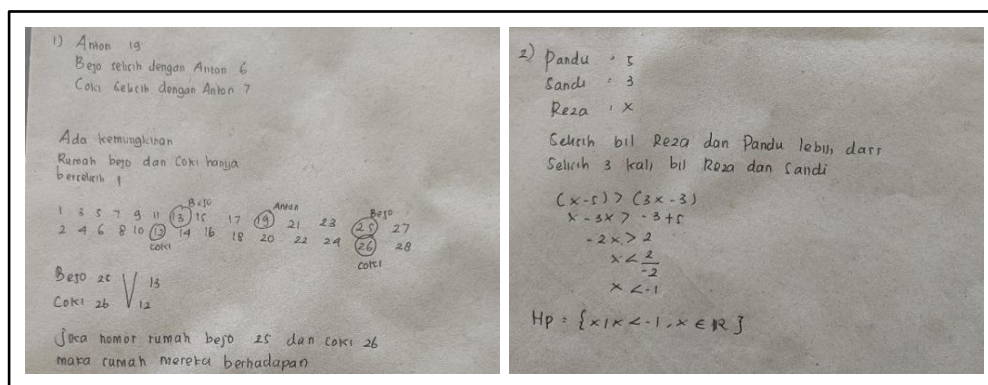 1) Anton 19
Bejo selisih dengan Anton 6
Coki Selisih dengan Anton 7
Ada kemungkinan
Rumah bejo dan Coki hanya
berselisih 1
Bejo Anton Bejo
1 3 5 7 9 11 13 15 17 19 21 23 25 27
2 4 6 8 10 12 14 16 18 20 22 24 26 28
coki coki
Bejo 25 V 13
Coki 26 V 12
Jika nomor rumah bejo 25 dan coki 26
maka rumah mereka berhadapan
2) Pandu : 5
Sandi : 3
Reza : x
Selisih bil Reza dan Pandu lebih dari
Selisih 3 kali bil Reza dan Sandi
(x-5) > (3x-3)
x - 3x > -3+5
-2x > 2
x < 2/-2
x < -1
Hp = {x | x < -1, x ∈ R}